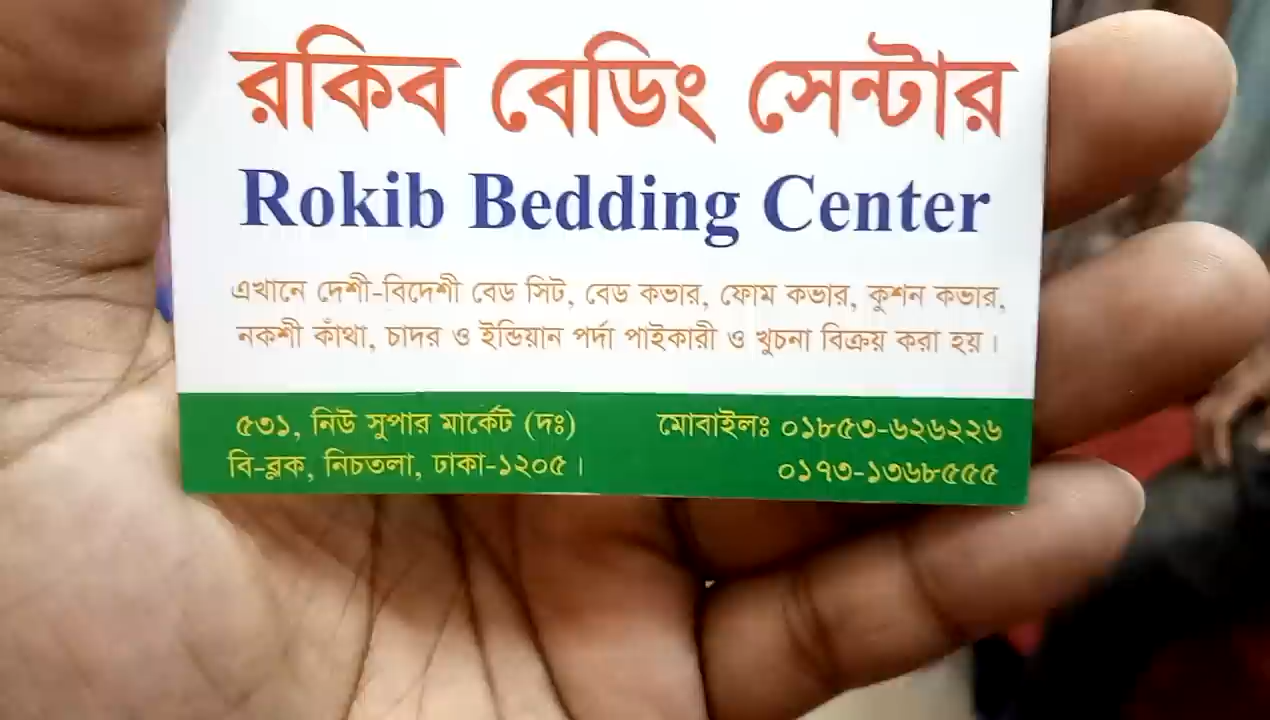 রকিব বেডিং সেন্টার
Rokib Bedding Center
এখানে দেশী-বিদেশী বেড সিট, বেড কভার, ফোম কভার, কুশন কভার,
নকশী কাঁথা, চাদর ও ইন্ডিয়ান পর্দা পাইকারী ও খুচনা বিক্রয় করা হয়।
৫৩১, নিউ সুপার মার্কেট (দঃ)
বি-ব্লক, নিচতলা, ঢাকা-১২০৫।
মোবাইলঃ ০১৮৫৩-৬২৬২২৬
০১৭৩-১৩৬৮৫৫৫